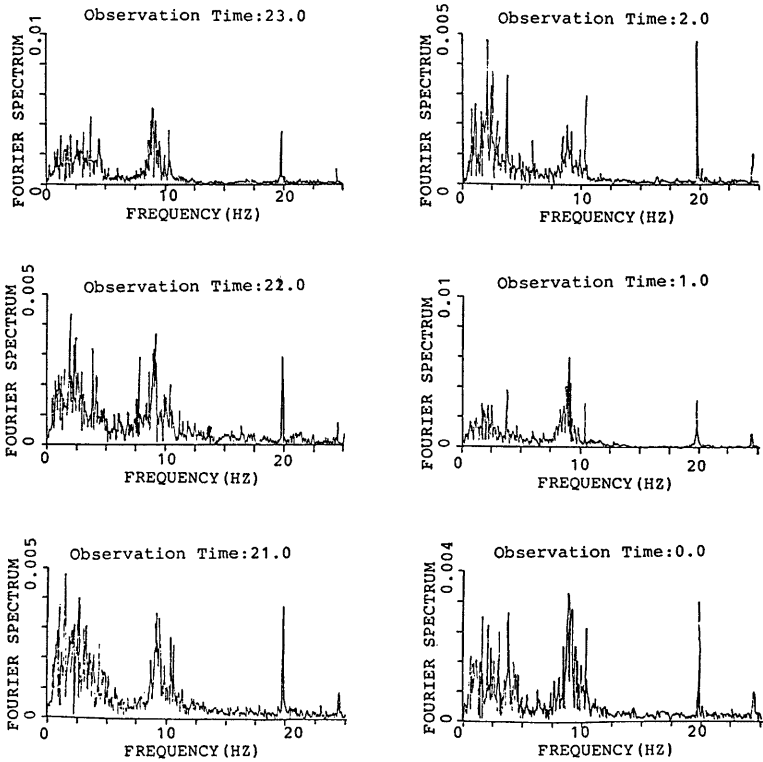 Observation Time:23.0
FOURIER SPECTRUM
0.01
0
0
10
20
FREQUENCY(HZ)
Observation Time:2.0
FOURIER SPECTRUM
0.005
0
0
10
20
FREQUENCY(HZ)
Observation Time:22.0
FOURIER SPECTRUM
0.005
0
0
10
20
FREQUENCY(HZ)
Observation Time:1.0
FOURIER SPECTRUM
0.01
0
0
10
20
FREQUENCY(HZ)
Observation Time:21.0
FOURIER SPECTRUM
0.005
0
0
10
20
FREQUENCY(HZ)
Observation Time:0.0
FOURIER SPECTRUM
0.004
0
0
10
20
FREQUENCY(HZ)